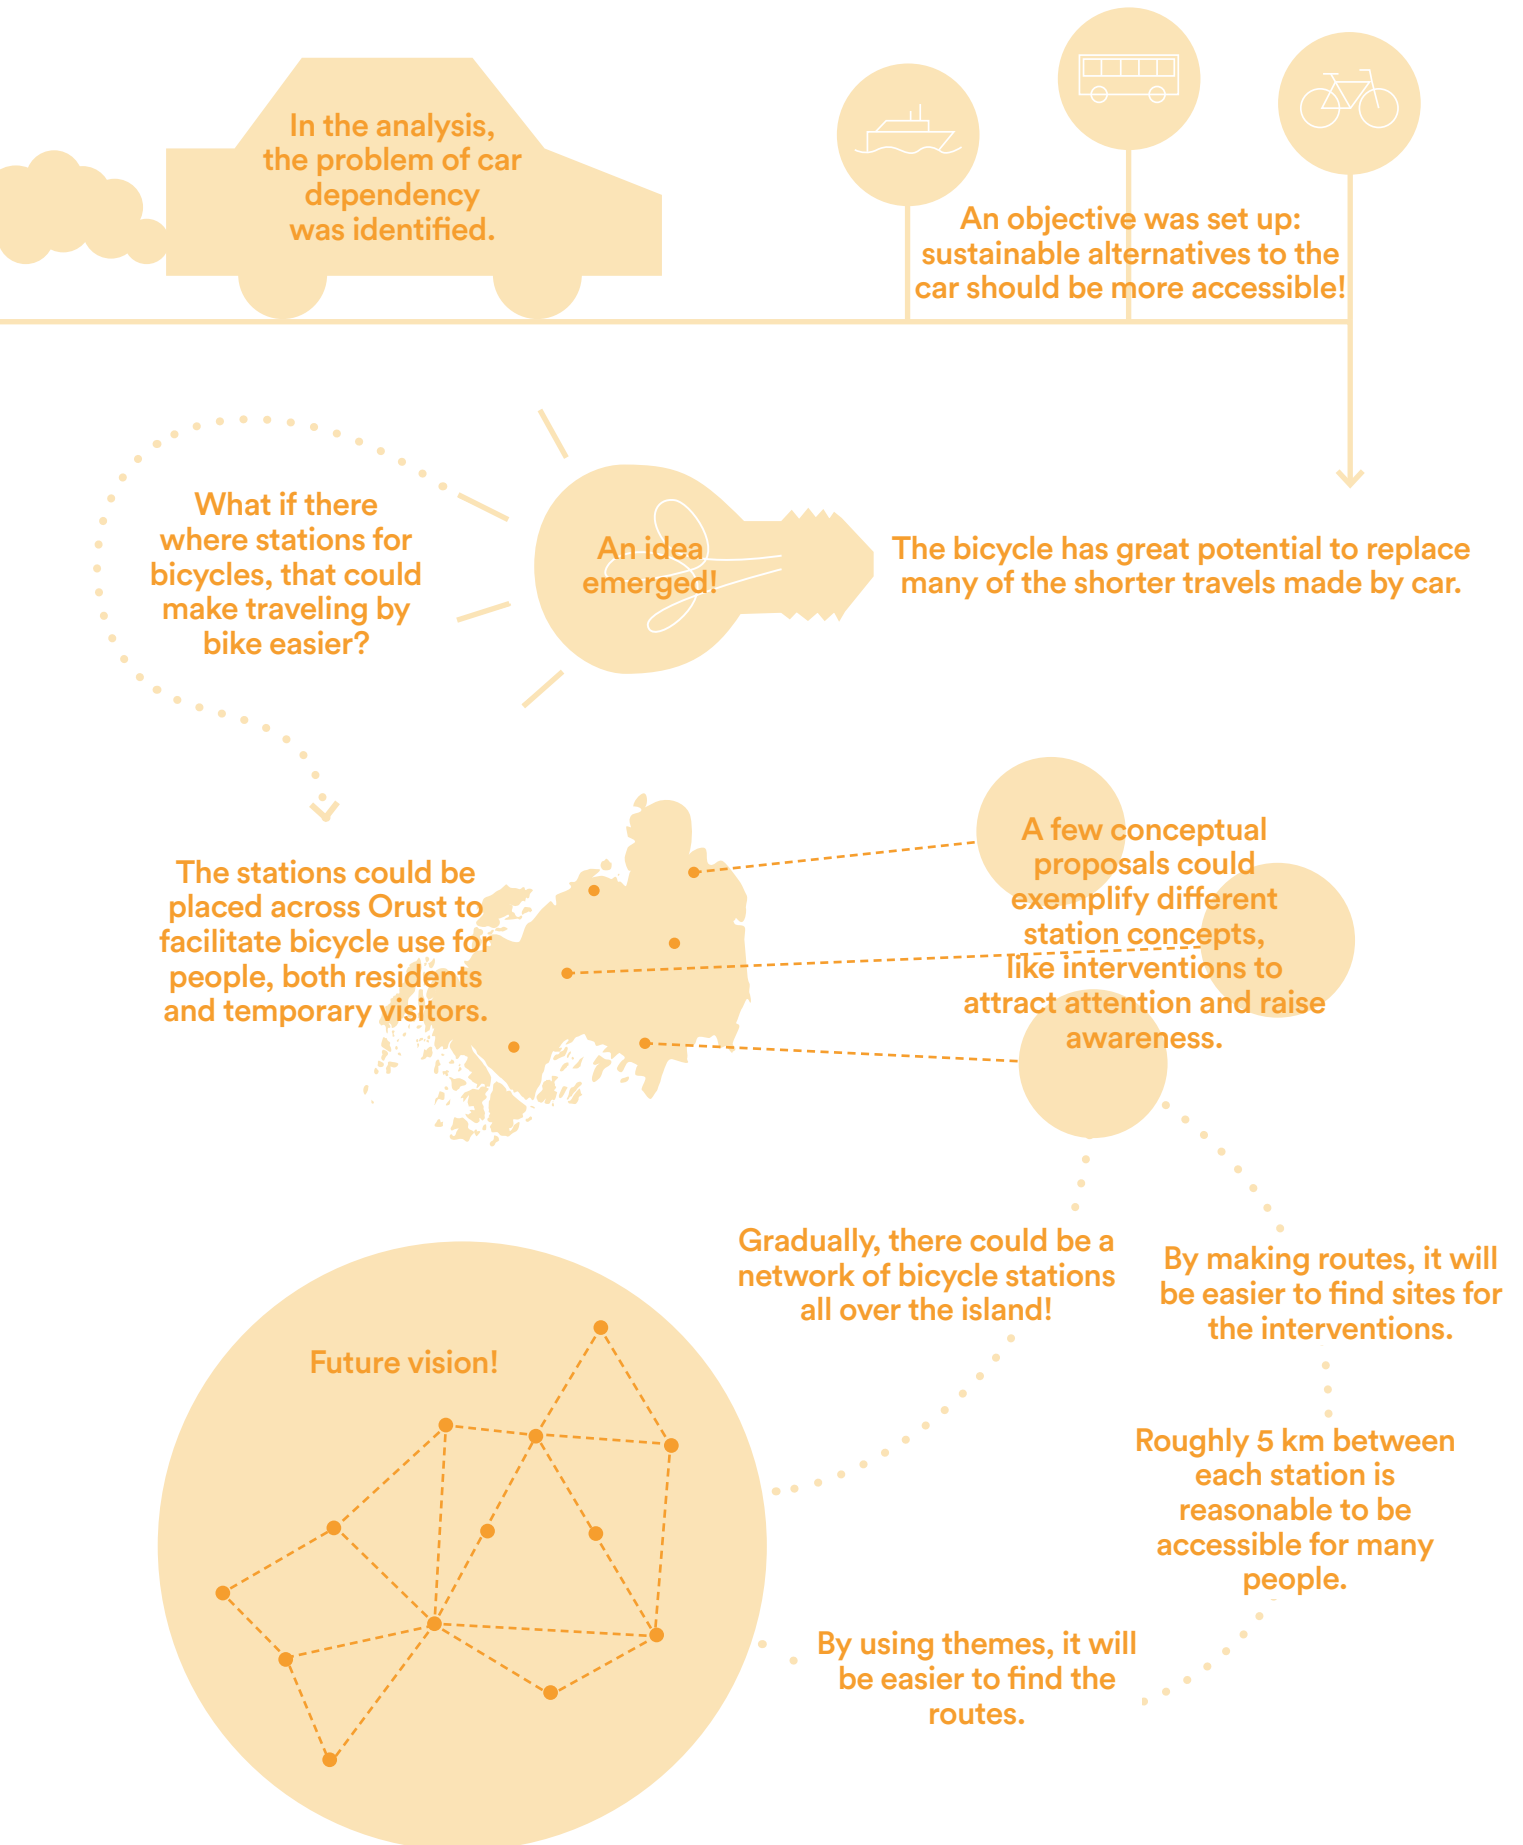 In the analysis,
the problem of car
dependency
was identified.
An objective was set up:
sustainable alternatives to the
car should be more accessible!
The bicycle has great potential to replace
many of the shorter travels made by car.
An idea
emerged!
What if there
where stations for
bicycles, that could
make traveling by
bike easier?
The stations could be
placed across Orust to
facilitate bicycle use for
people, both residents
and temporary visitors.
A few conceptual
proposals could
exemplify different
station concepts,
like interventions to
attract attention and raise
awareness.
Gradually, there could be a
network of bicycle stations
all over the island!
By making routes, it will
be easier to find sites for
the interventions.
Roughly 5 km between
each station is
reasonable to be
accessible for many
people.
By using themes, it will
be easier to find the
routes.
Future vision!